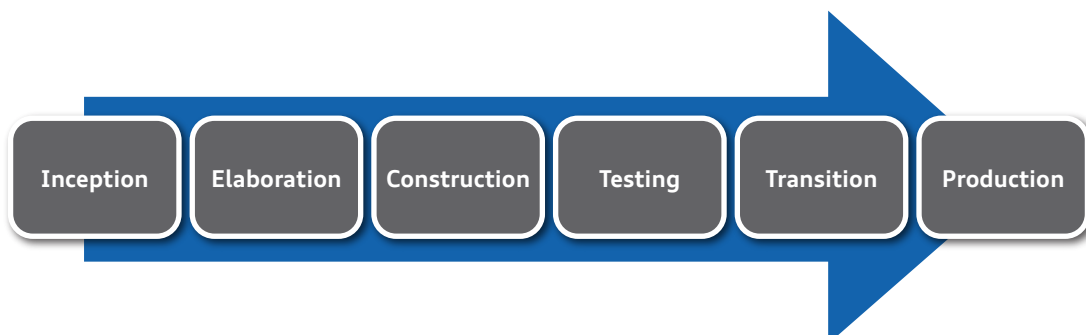 Inception
Elaboration
Construction
Testing
Transition
Production